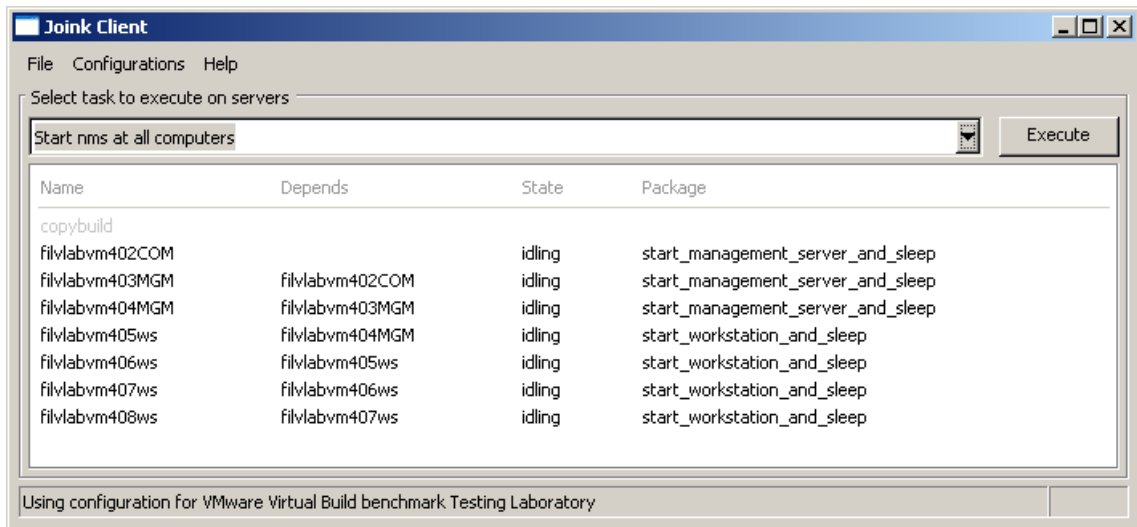 Joink Client
File Configurations Help
Select task to execute on servers
Start nms at all computers Execute
Name Depends State Package
copybuild
filvlabvm402COM idling start_management_server_and_sleep
filvlabvm403MGM filvlabvm402COM idling start_management_server_and_sleep
filvlabvm404MGM filvlabvm403MGM idling start_management_server_and_sleep
filvlabvm405ws filvlabvm404MGM idling start_workstation_and_sleep
filvlabvm406ws filvlabvm405ws idling start_workstation_and_sleep
filvlabvm407ws filvlabvm406ws idling start_workstation_and_sleep
filvlabvm408ws filvlabvm407ws idling start_workstation_and_sleep
Using configuration for VMware Virtual Build benchmark Testing Laboratory